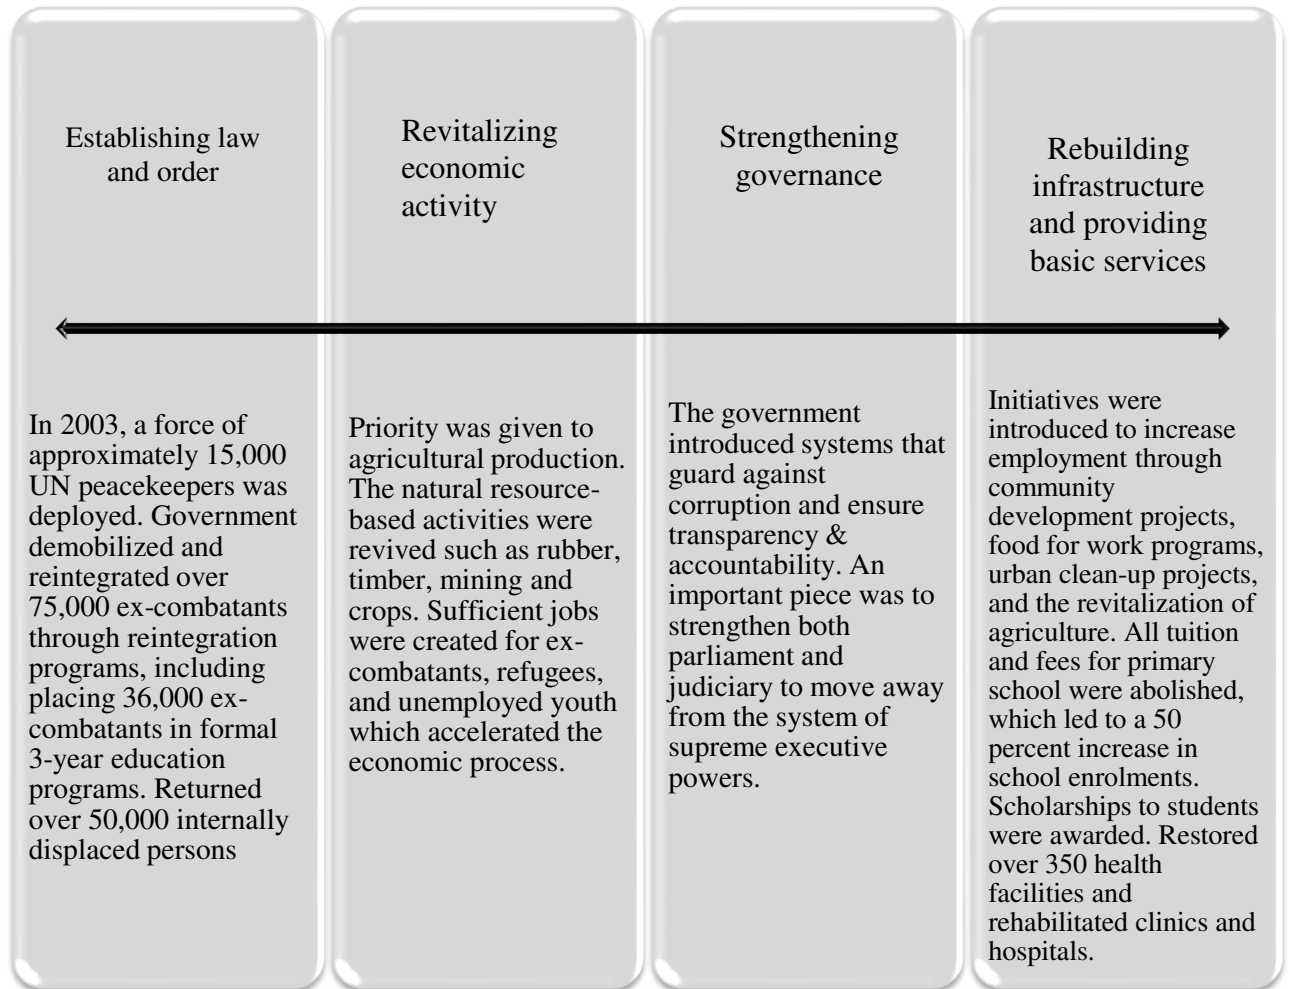 Establishing law
and order
In 2003, a force of
approximately 15,000
UN peacekeepers was
deployed. Government
demobilized and
reintegrated over
75,000 ex-combatants
through reintegration
programs, including
placing 36,000 ex-
combatants in formal
3-year education
programs. Returned
over 50,000 internally
displaced persons
Revitalizing
economic
activity
Priority was given to
agricultural production.
The natural resource-
based activities were
revived such as rubber,
timber, mining and
crops. Sufficient jobs
were created for ex-
combatants, refugees,
and unemployed youth
which accelerated the
economic process.
Strengthening
governance
The government
introduced systems that
guard against
corruption and ensure
transparency &
accountability. An
important piece was to
strengthen both
parliament and
judiciary to move away
from the system of
supreme executive
powers.
Rebuilding
infrastructure
and providing
basic services
Initiatives were
introduced to increase
employment through
community
development projects,
food for work programs,
urban clean-up projects,
and the revitalization of
agriculture. All tuition
and fees for primary
school were abolished,
which led to a 50
percent increase in
school enrolments.
Scholarships to students
were awarded. Restored
over 350 health
facilities and
rehabilitated clinics and
hospitals.